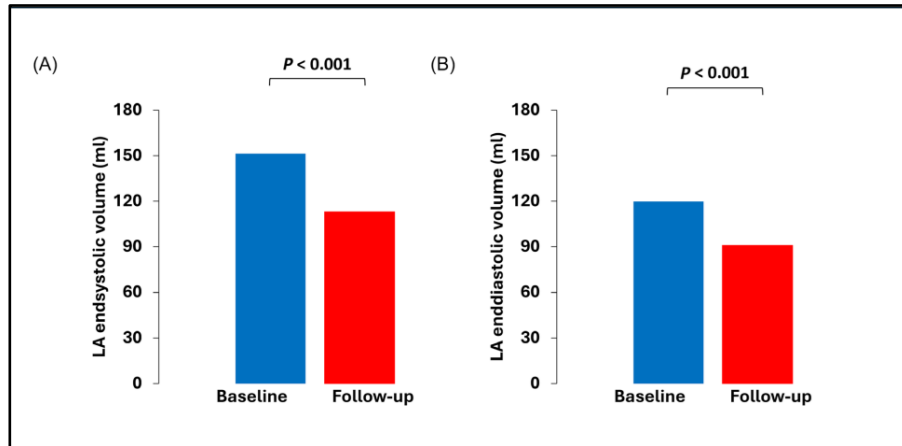 (A)
P < 0.001
LA endsystolic volume (ml)
180
150
120
90
60
30
0
Baseline
Follow-up
(B)
P < 0.001
LA enddiastolic volume (ml)
180
150
120
90
60
30
0
Baseline
Follow-up